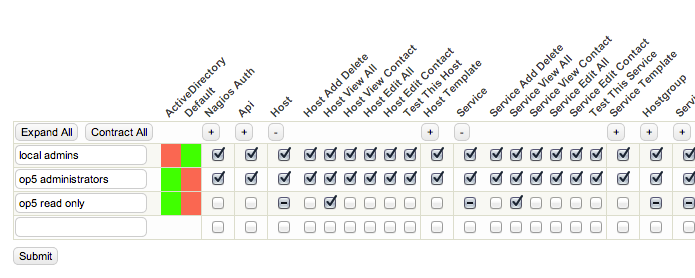 ActiveDirectory
Default
Nagios Auth
Api
Host
Host Add Delete
Host View All
Host View Contact
Host Edit All
Host Edit Contact
Test This Host
Host Template
Service
Service Add Delete
Service View All
Service View Contact
Service Edit All
Service Edit Contact
Test This Service
Service Template
Hostgroup
Servi
Expand All Contract All + + - + - + + +
local admins
op5 administrators
op5 read only
Submit